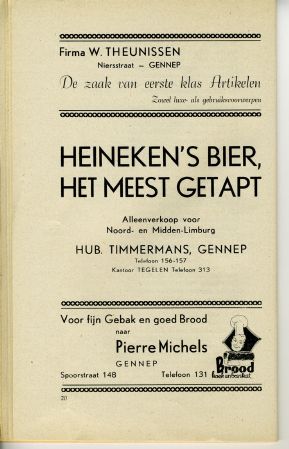 Firma W. THEUNISSEN
Niersstraat – GENNEP
De zaak van eerste klas Artikelen
Zoowel luxe- als gebruiksvoorwerpen
HEINEKEN'S BIER,
HET MEEST GETAPT
Alleenverkoop voor
Noord- en Midden-Limburg
HUB. TIMMERMANS, GENNEP
Telefoon 156-157
Kantoor TEGELEN Telefoon 313
Voor fijn Gebak en goed Brood
naar
Pierre Michels
GENNEP
Brood
Spoorstraat 148
Telefoon 131
20